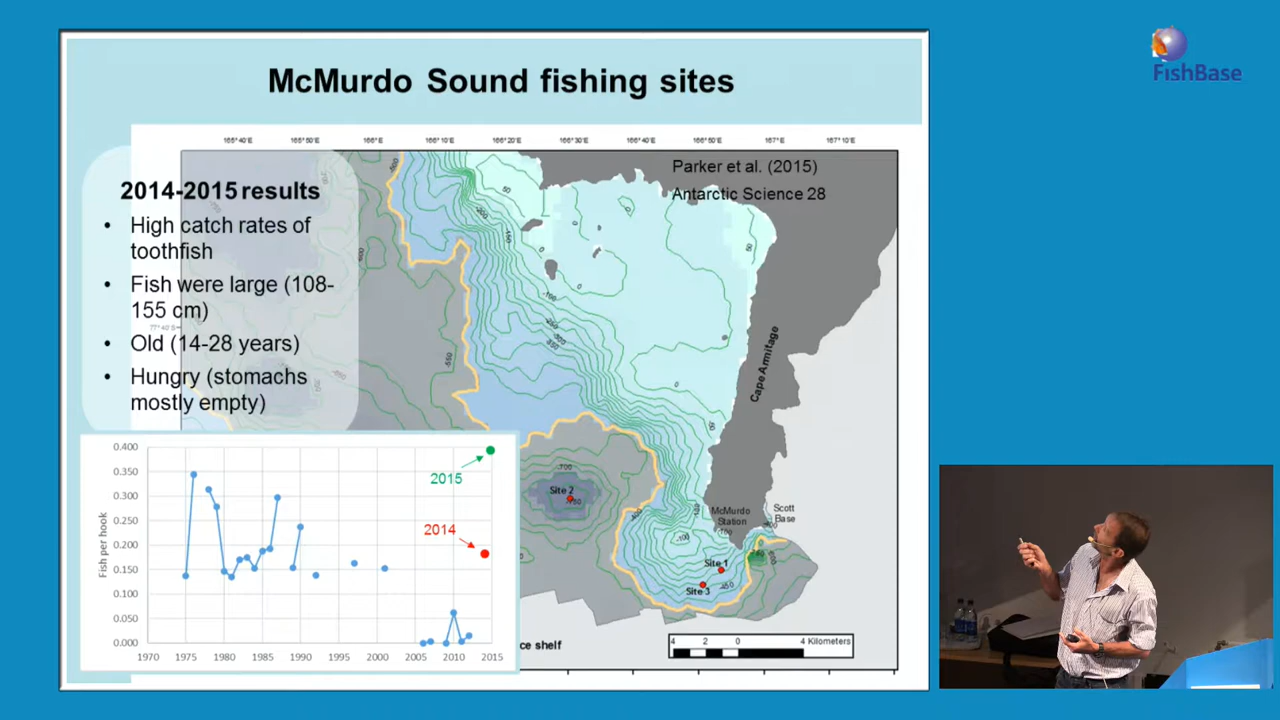 McMurdo Sound fishing sites
FishBase
166° E
166° 10'E
166° 20'E
166° 30'E
166° 40'E
166° 50'E
167° E
167° 10'E
Parker et al. (2015)
Antarctic Science 28
2014-2015 results
• High catch rates of
toothfish
• Fish were large (108-
155 cm)
• Old (14-28 years)
• Hungry (stomachs
mostly empty)
77° 40' S
Cape Armitage
Site 2
McMurdo
Station
Scott
Base
Site 1
Site 3
ce shelf
4 2 0 4 Kilometers
Fish per hook
0.400
0.350
0.300
0.250
0.200
0.150
0.100
0.050
0.000
1970 1975 1980 1985 1990 1995 2000 2005 2010 2015
2015
2014